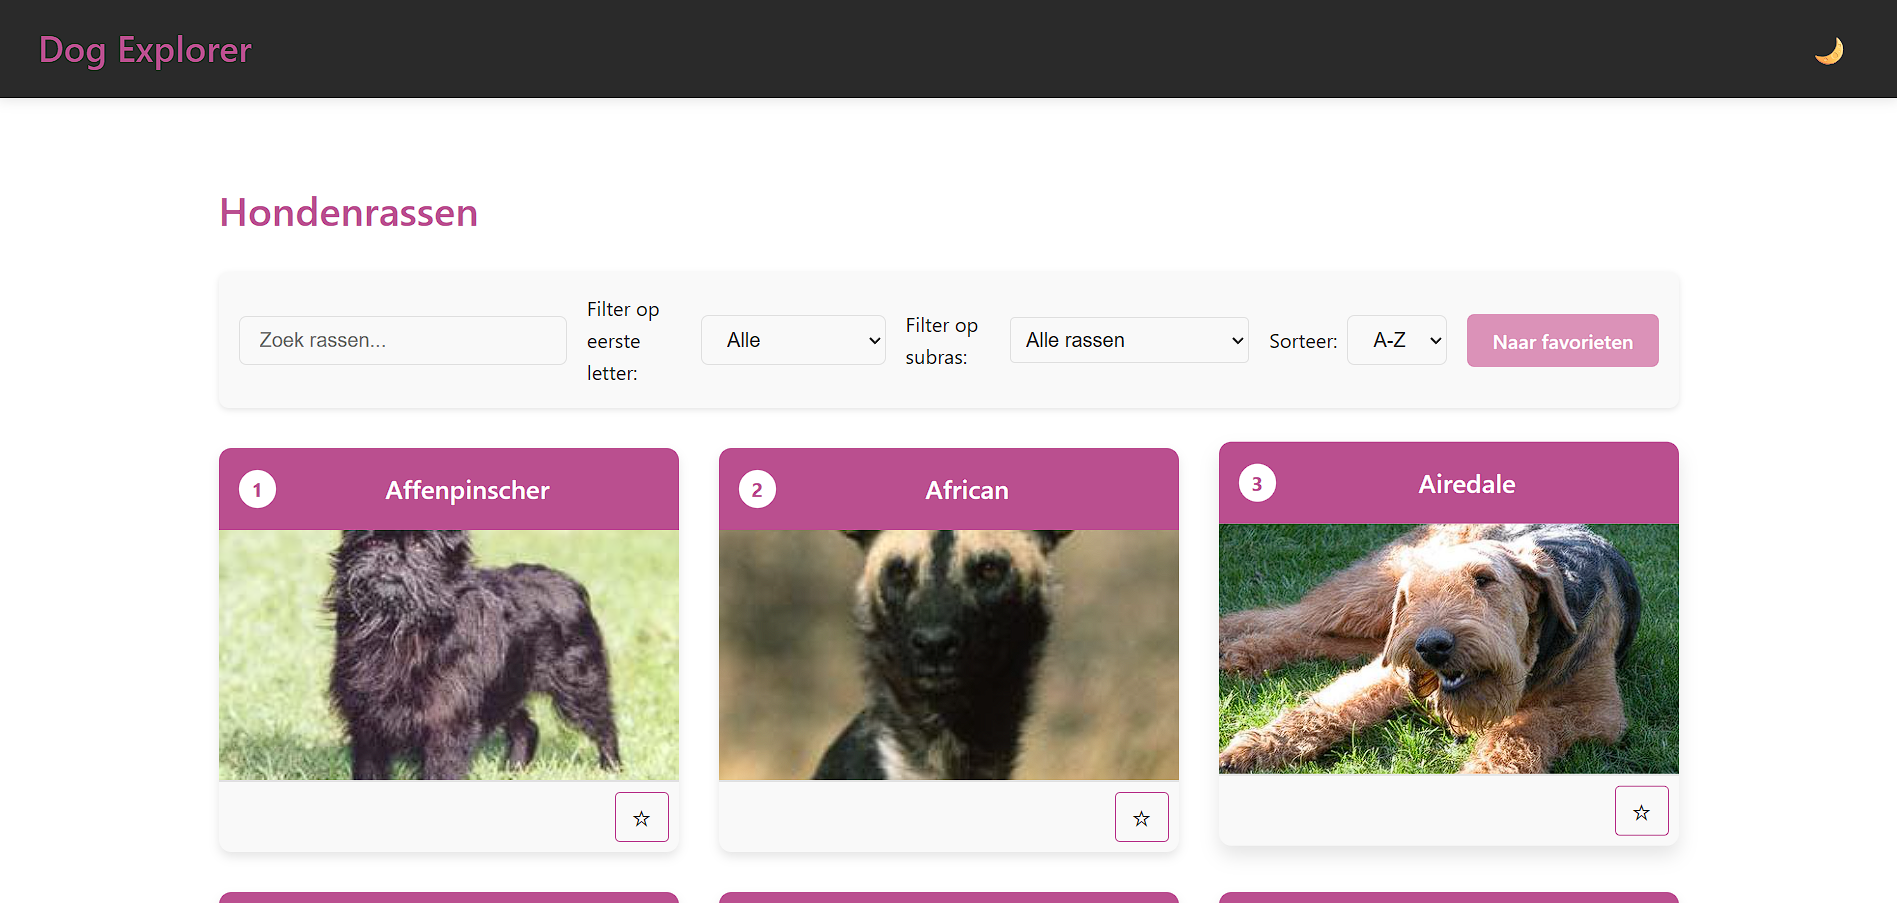 Dog Explorer
Hondenrassen
Zoek rassen...
Filter op
eerste
letter:
Alle
Filter op
subras:
Alle rassen
Sorteer:
A-Z
Naar favorieten
1
Affenpinscher
2
African
3
Airedale